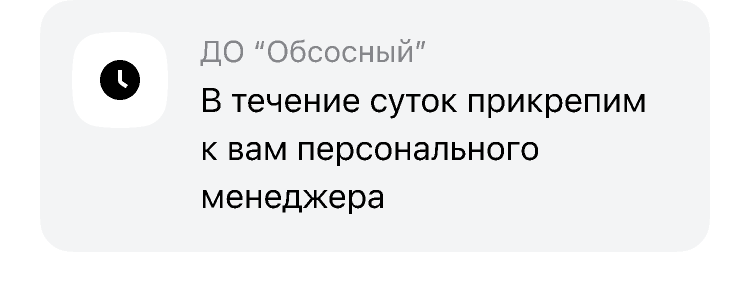 ДО “Обсосный”
В течение суток прикрепим
к вам персонального
менеджера